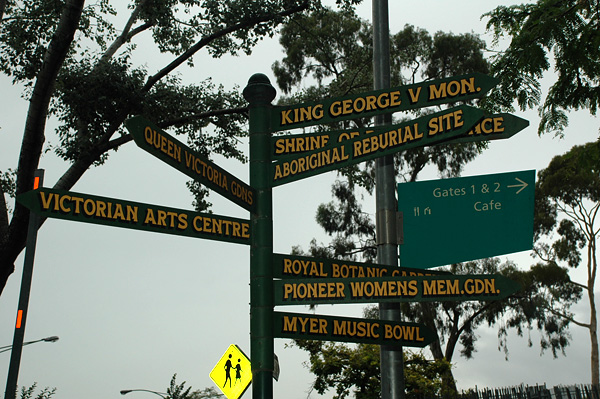 KING GEORGE V MON.
SHRINE OF
ABORIGINAL REBURIAL SITE
QUEEN VICTORIA GDNS
VICTORIAN ARTS CENTRE
Gates 1 & 2
Cafe
ROYAL BOTANIC
PIONEER WOMENS MEM.GDN.
MYER MUSIC BOWL